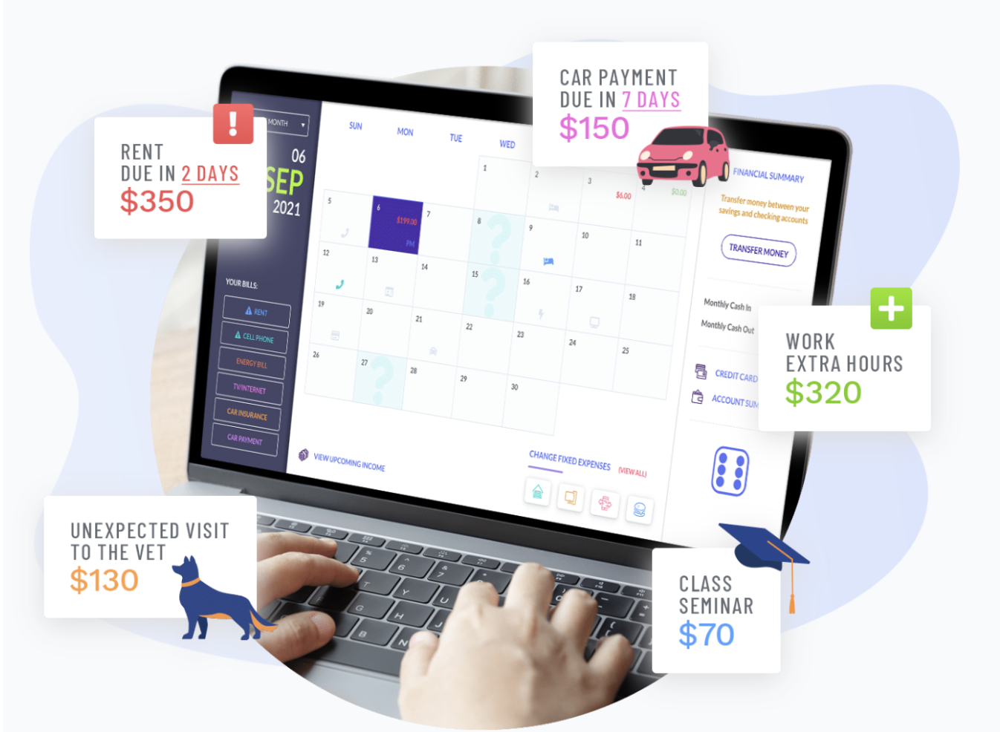 CAR PAYMENT
DUE IN 7 DAYS
$150
!
RENT
DUE IN 2 DAYS
$350
MONTH
06
SEP
2021
SUN
MON
TUE
WED
1
2
3
$6.00
4
$0.00
5
6
$199.00
PM
7
8
?
9
10
11
12
13
14
15
?
16
17
18
19
20
21
22
23
24
25
26
27
?
28
29
30
YOUR BILLS:
RENT
CELL PHONE
ENERGY BILL
TV/INTERNET
CAR INSURANCE
CAR PAYMENT
VIEW UPCOMING INCOME
CHANGE FIXED EXPENSES (VIEW ALL)
FINANCIAL SUMMARY
Transfer money between your
savings and checking accounts
TRANSFER MONEY
Monthly Cash In
Monthly Cash Out
CREDIT CARD
ACCOUNT SUM
WORK
EXTRA HOURS
$320
UNEXPECTED VISIT
TO THE VET
$130
CLASS
SEMINAR
$70
5
6
7
T
Y
U
G
H
J
B
N